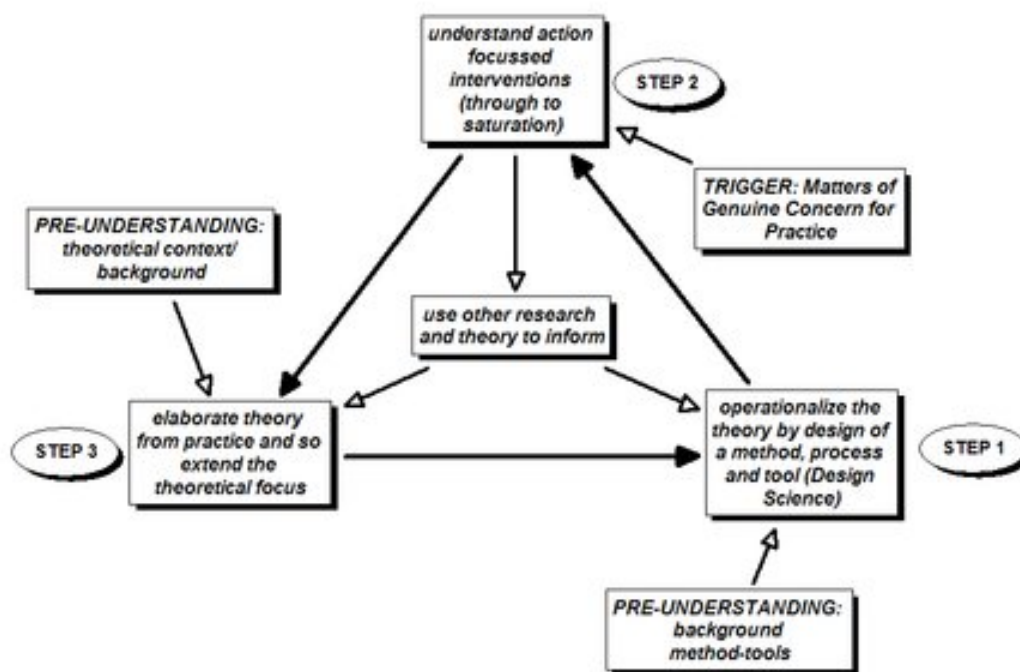 understand action
focussed
interventions
(through to
saturation)
STEP 2
TRIGGER: Matters of
Genuine Concern for
Practice
PRE-UNDERSTANDING:
theoretical context/
background
use other research
and theory to inform
STEP 3
elaborate theory
from practice and so
extend the
theoretical focus
operationalize the
theory by design of
a method, process
and tool (Design
Science)
STEP 1
PRE-UNDERSTANDING:
background
method-tools